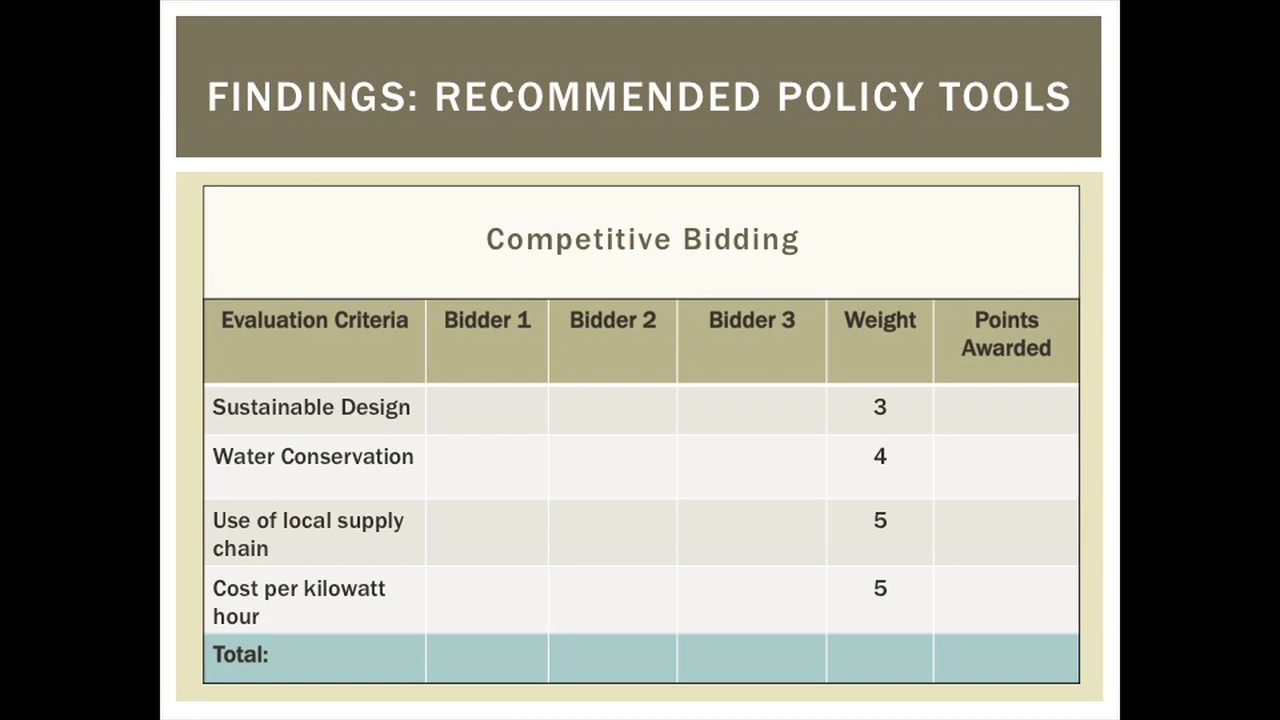 FINDINGS: RECOMMENDED POLICY TOOLS
Competitive Bidding
Evaluation Criteria Bidder 1 Bidder 2 Bidder 3 Weight Points
Awarded
Sustainable Design 3
Water Conservation 4
Use of local supply 5
chain
Cost per kilowatt 5
hour
Total: